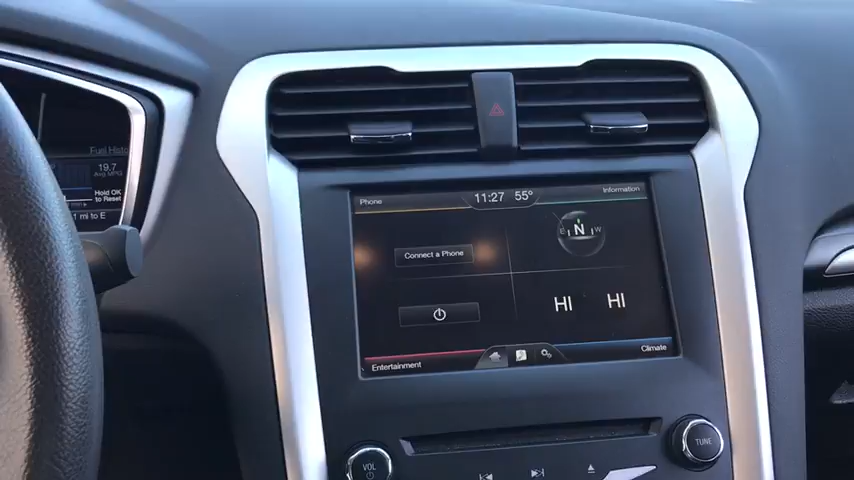 Fuel Histo
19.7
Avg MPG
Hold OK
to Reset
1 mi to E
Phone
11:27 55°
Information
E N W
Connect a Phone
HI HI
Entertainment
Climate
VOL
TUNE